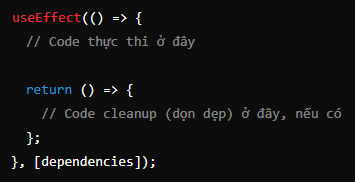 useEffect(() => {
// Code thực thi ở đây
return () => {
// Code cleanup (dọn dẹp) ở đây, nếu có
};
}, [dependencies]);